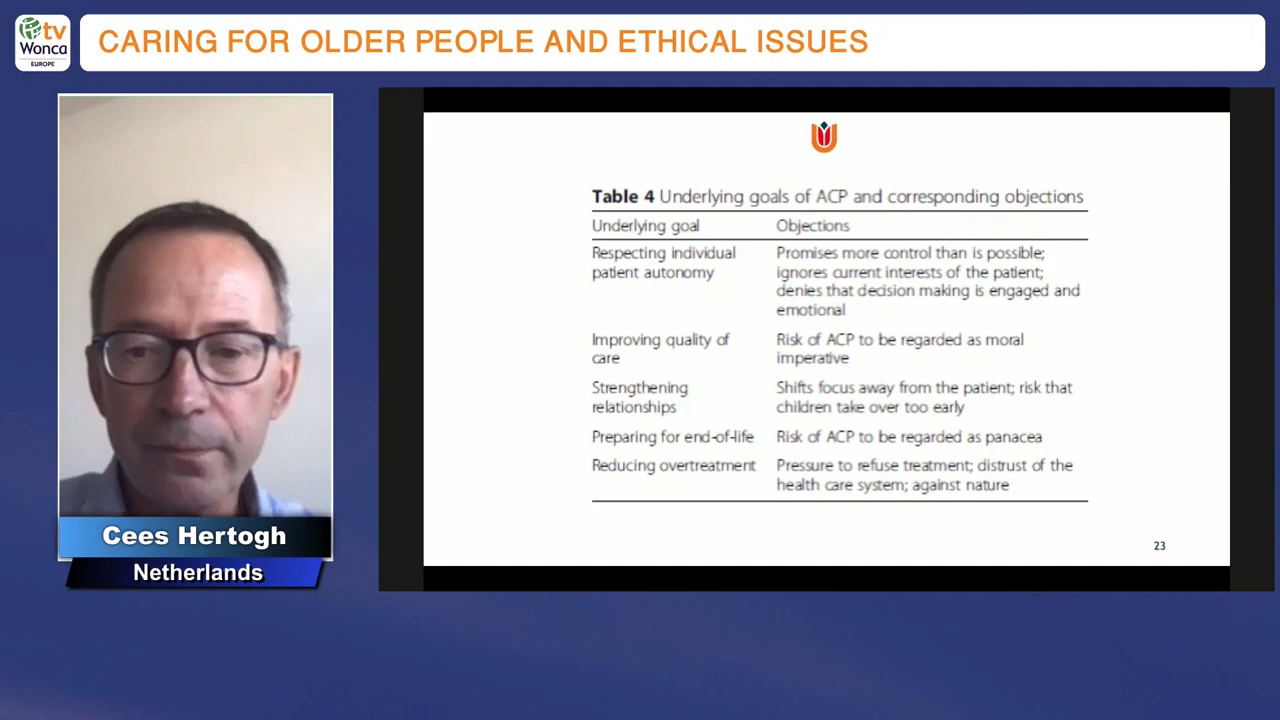 tv
Wonca
EUROPE
CARING FOR OLDER PEOPLE AND ETHICAL ISSUES
Cees Hertogh
Netherlands
Table 4 Underlying goals of ACP and corresponding objections
Underlying goal Objections
Respecting individual Promises more control than is possible;
patient autonomy ignores current interests of the patient;
denies that decision making is engaged and
emotional
Improving quality of Risk of ACP to be regarded as moral
care imperative
Strengthening Shifts focus away from the patient; risk that
relationships children take over too early
Preparing for end-of-life Risk of ACP to be regarded as panacea
Reducing overtreatment Pressure to refuse treatment; distrust of the
health care system; against nature
23